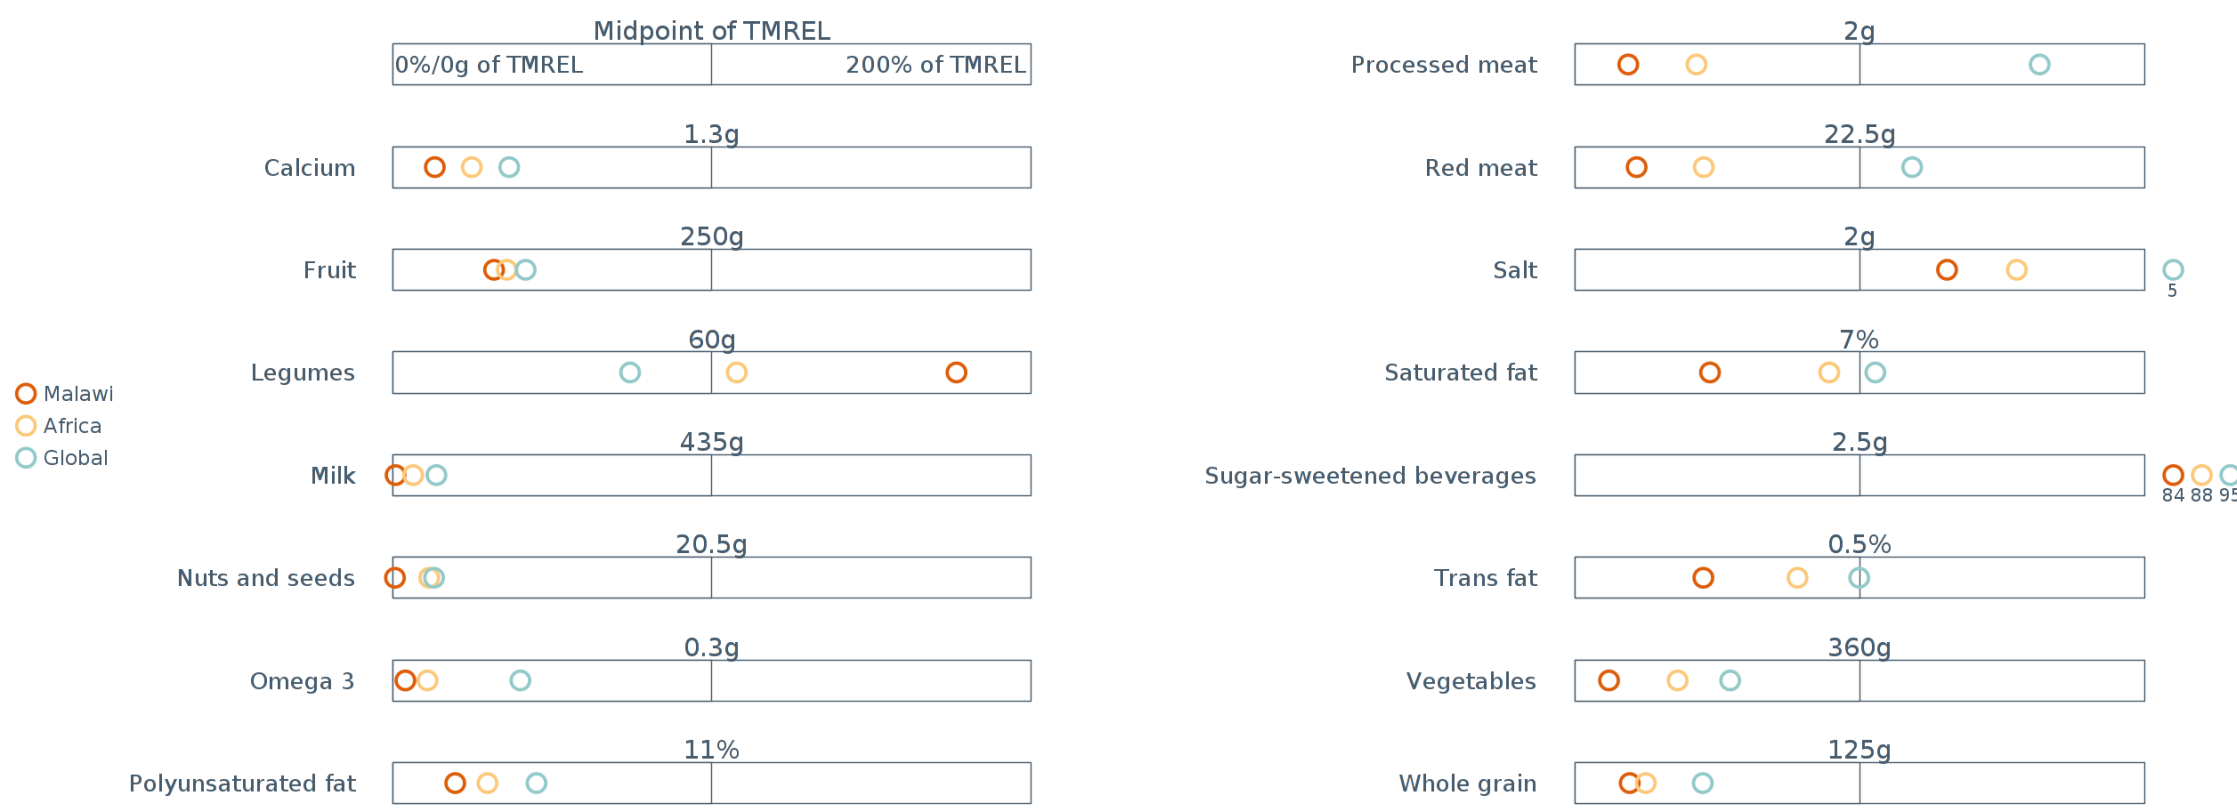 Midpoint of TMREL
0%/0g of TMREL
200% of TMREL
1.3g
Calcium
250g
Fruit
60g
Legumes
435g
Milk
20.5g
Nuts and seeds
0.3g
Omega 3
11%
Polyunsaturated fat
Malawi
Africa
Global
2g
Processed meat
22.5g
Red meat
2g
Salt
5
7%
Saturated fat
2.5g
Sugar-sweetened beverages
84 88 95
0.5%
Trans fat
360g
Vegetables
125g
Whole grain